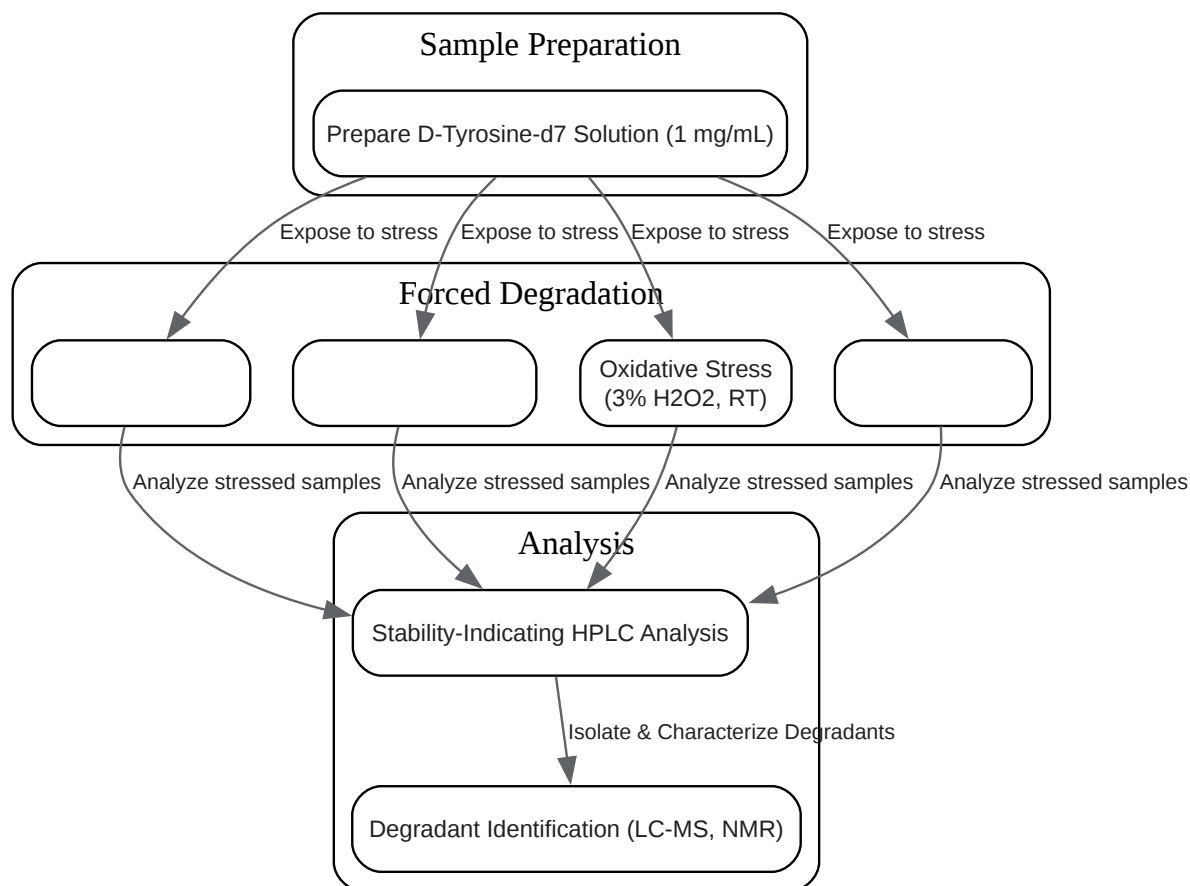 Sample Preparation
Prepare D-Tyrosine-d7 Solution (1 mg/mL)
Expose to stress
Expose to stress
Expose to stress
Expose to stress
Forced Degradation
Oxidative Stress
(3% H2O2, RT)
Analyze stressed samples
Analyze stressed samples
Analyze stressed samples
Analyze stressed samples
Analysis
Stability-Indicating HPLC Analysis
Isolate & Characterize Degradants
Degradant Identification (LC-MS, NMR)